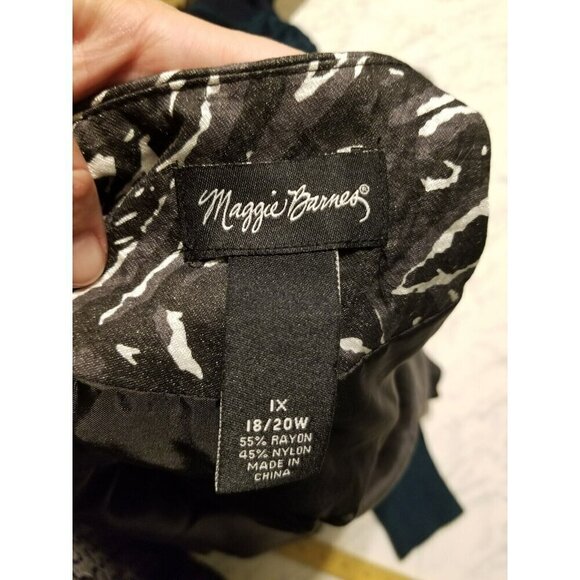 Maggie Barnes®
1X
18/20W
55% RAYON
45% NYLON
MADE IN
CHINA